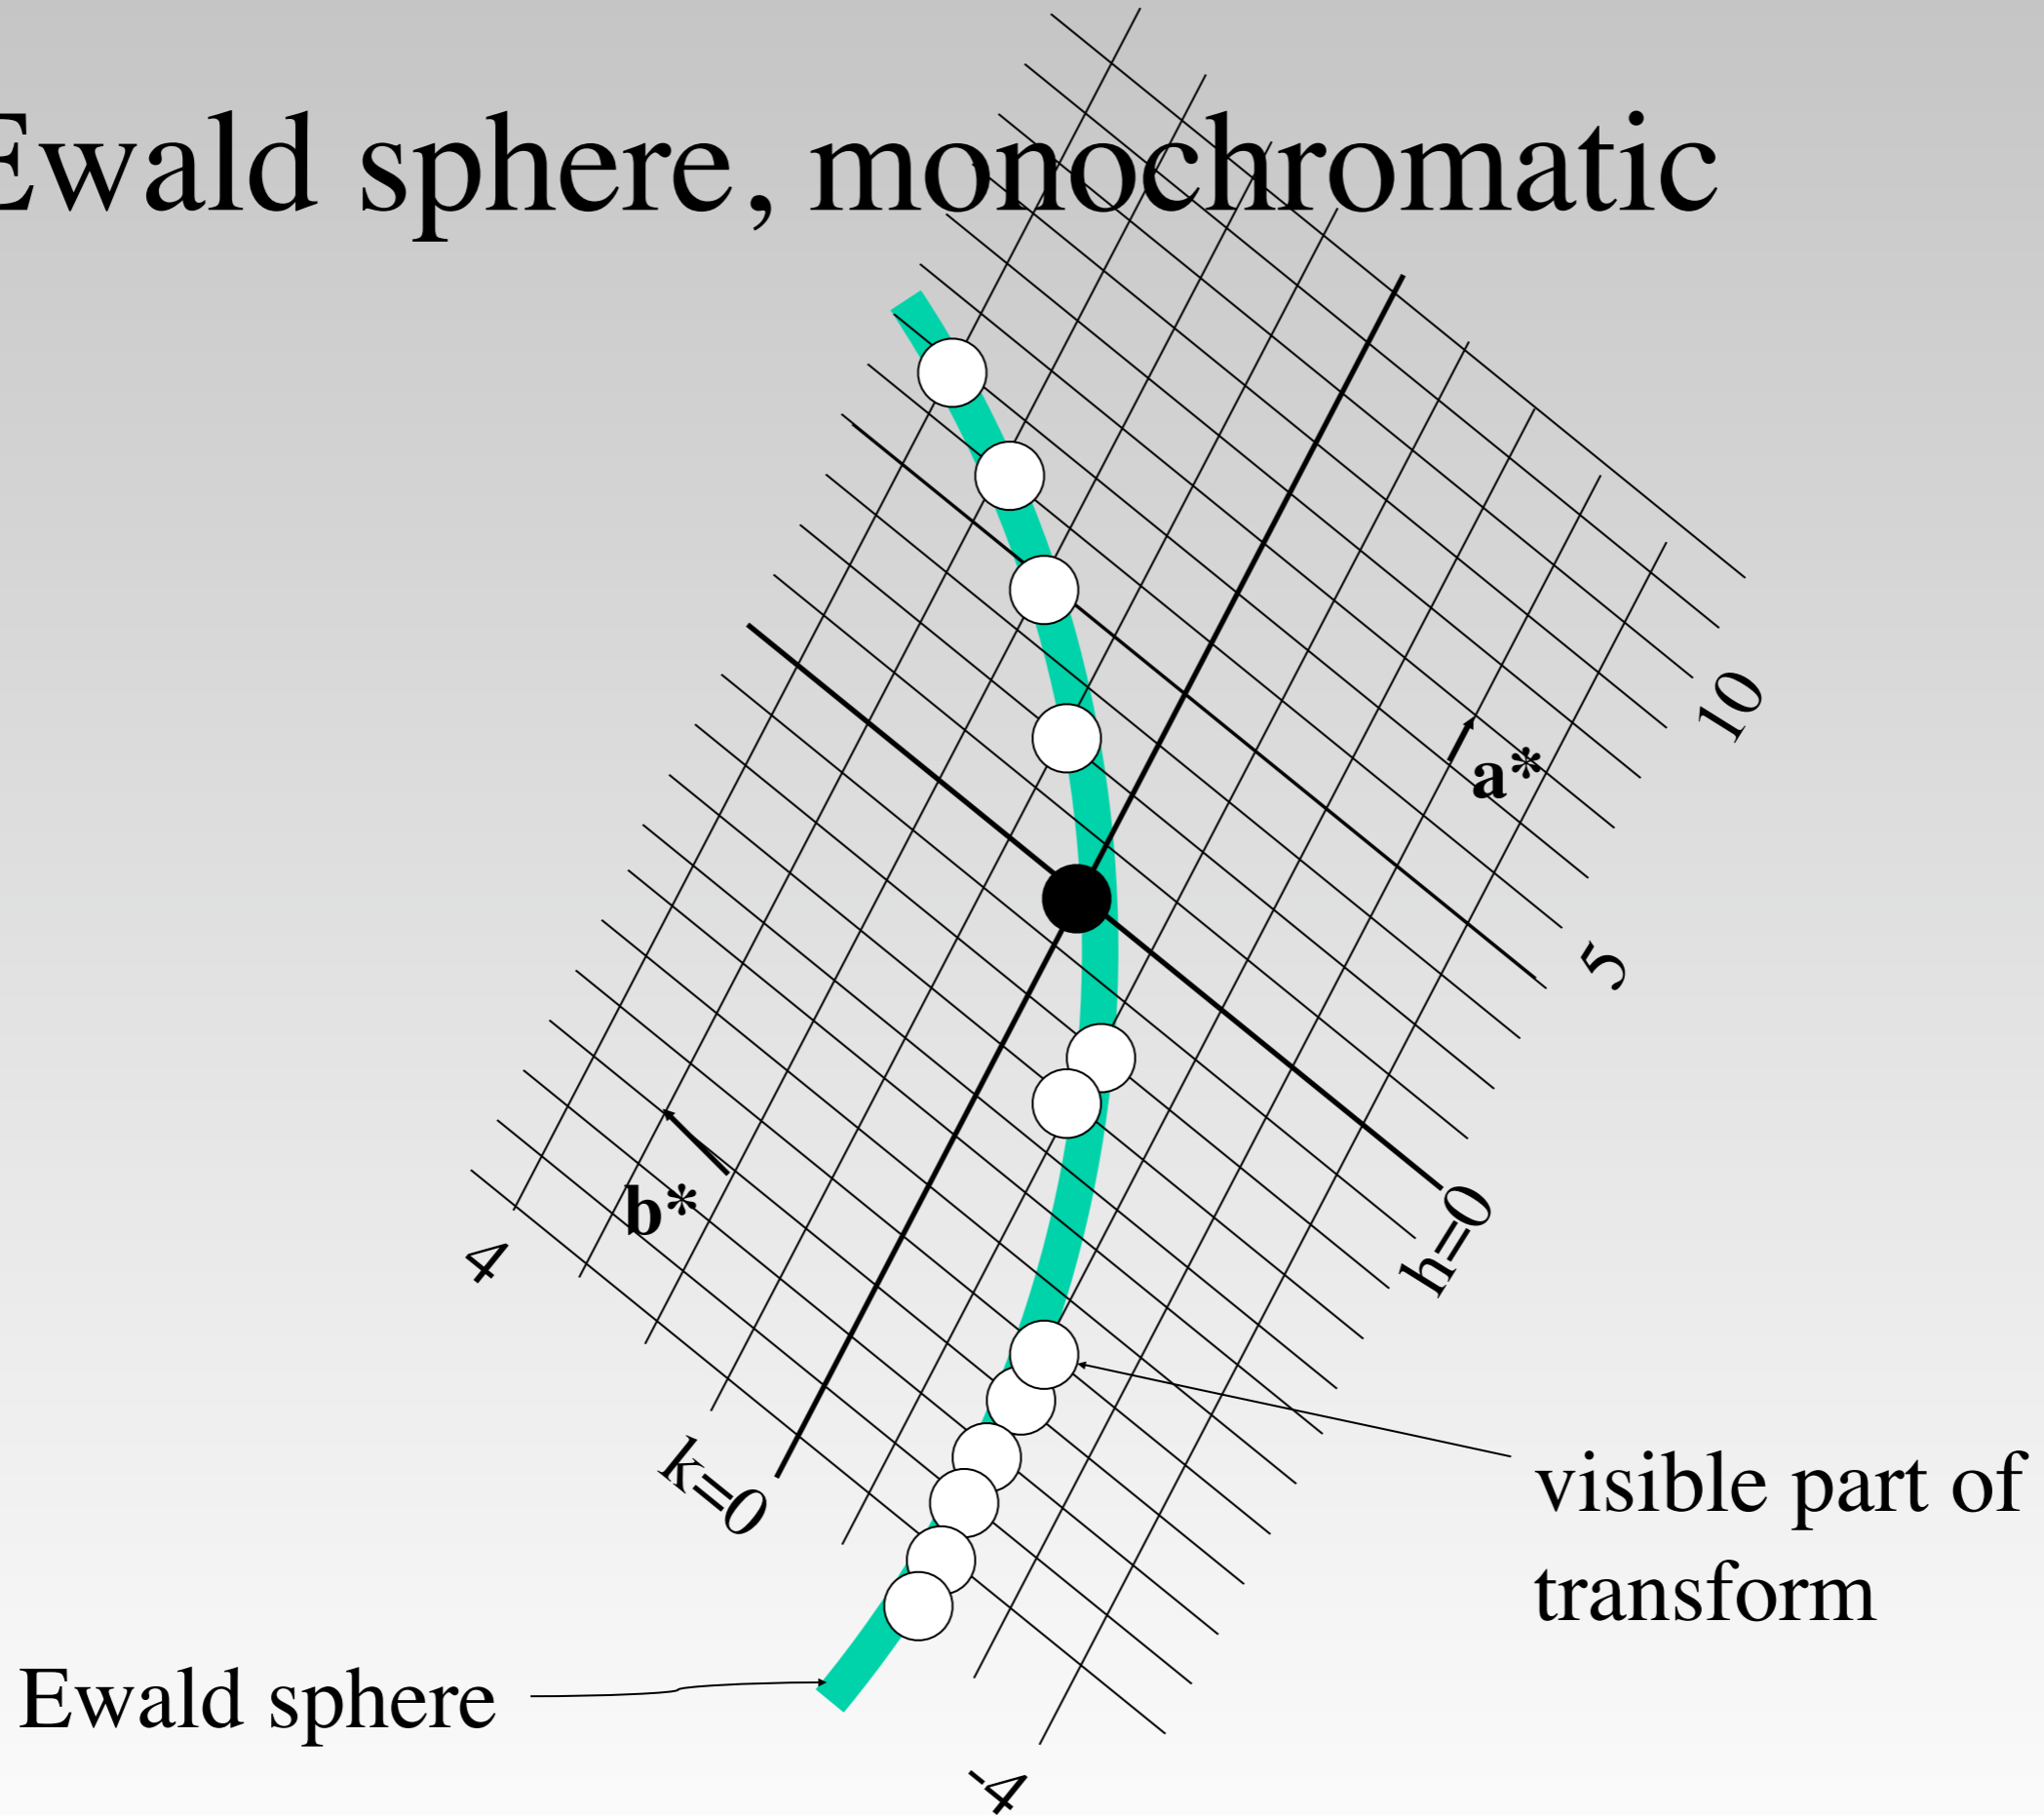 Ewald sphere, monochromatic
10
a*
5
b*
h=0
4
k=0
visible part of
transform
Ewald sphere
-4